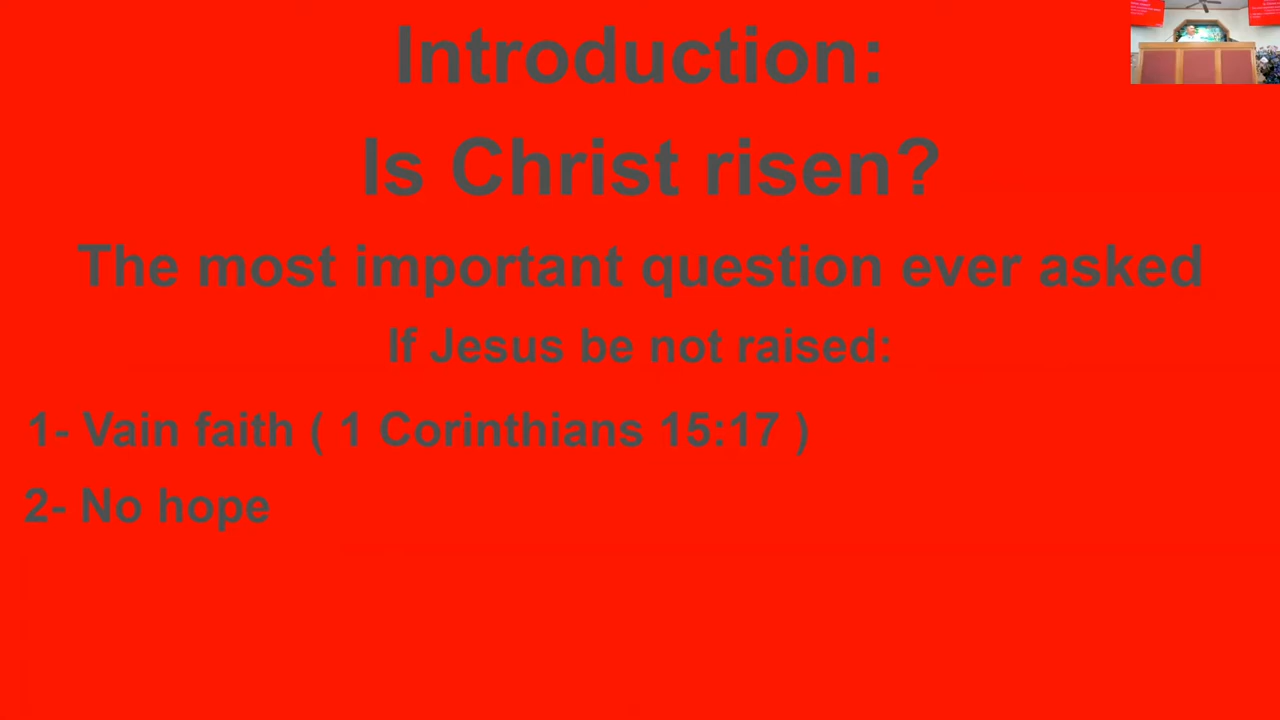 Introduction:
Is Christ risen?
The most important question ever asked
If Jesus be not raised:
1- Vain faith ( 1 Corinthians 15:17 )
2- No hope